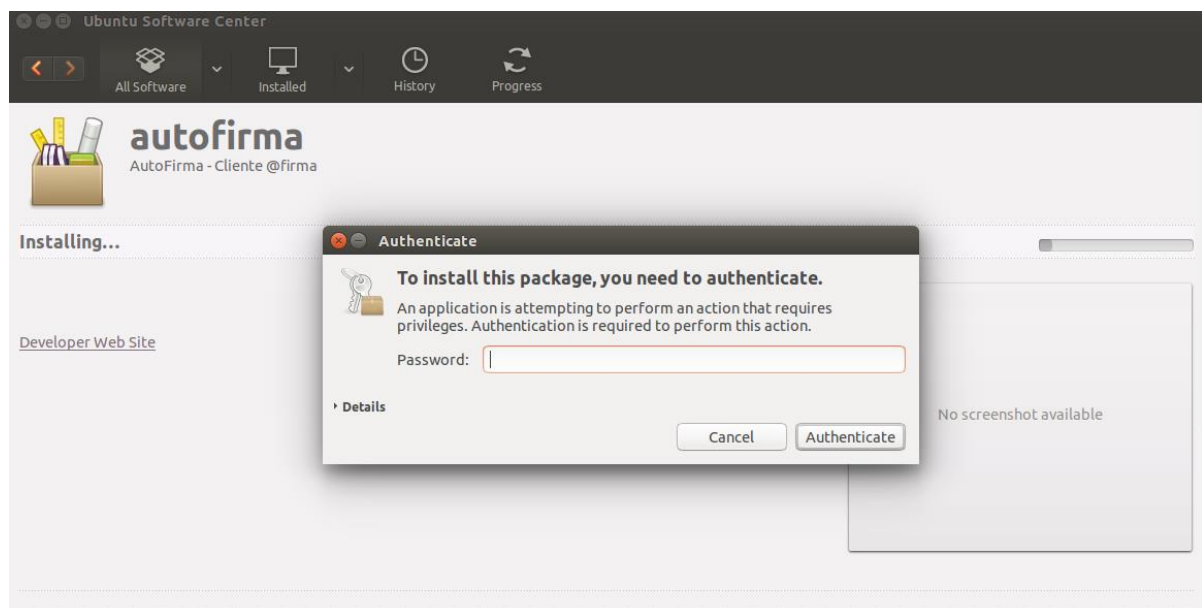 Ubuntu Software Center
All Software
Installed
History
Progress
autofirma
AutoFirma - Cliente @firma
Installing...
Authenticate
To install this package, you need to authenticate.
An application is attempting to perform an action that requires
privileges. Authentication is required to perform this action.
Password:
Developer Web Site
Details
No screenshot available
Cancel
Authenticate